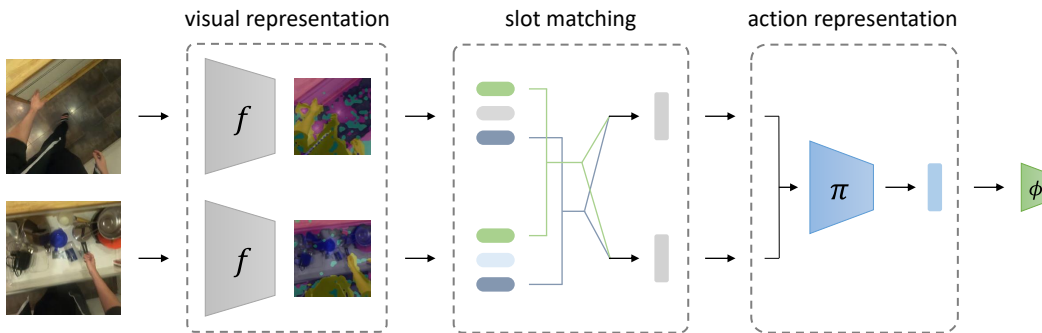 visual representation
slot matching
action representation
f
f
π
ϕ